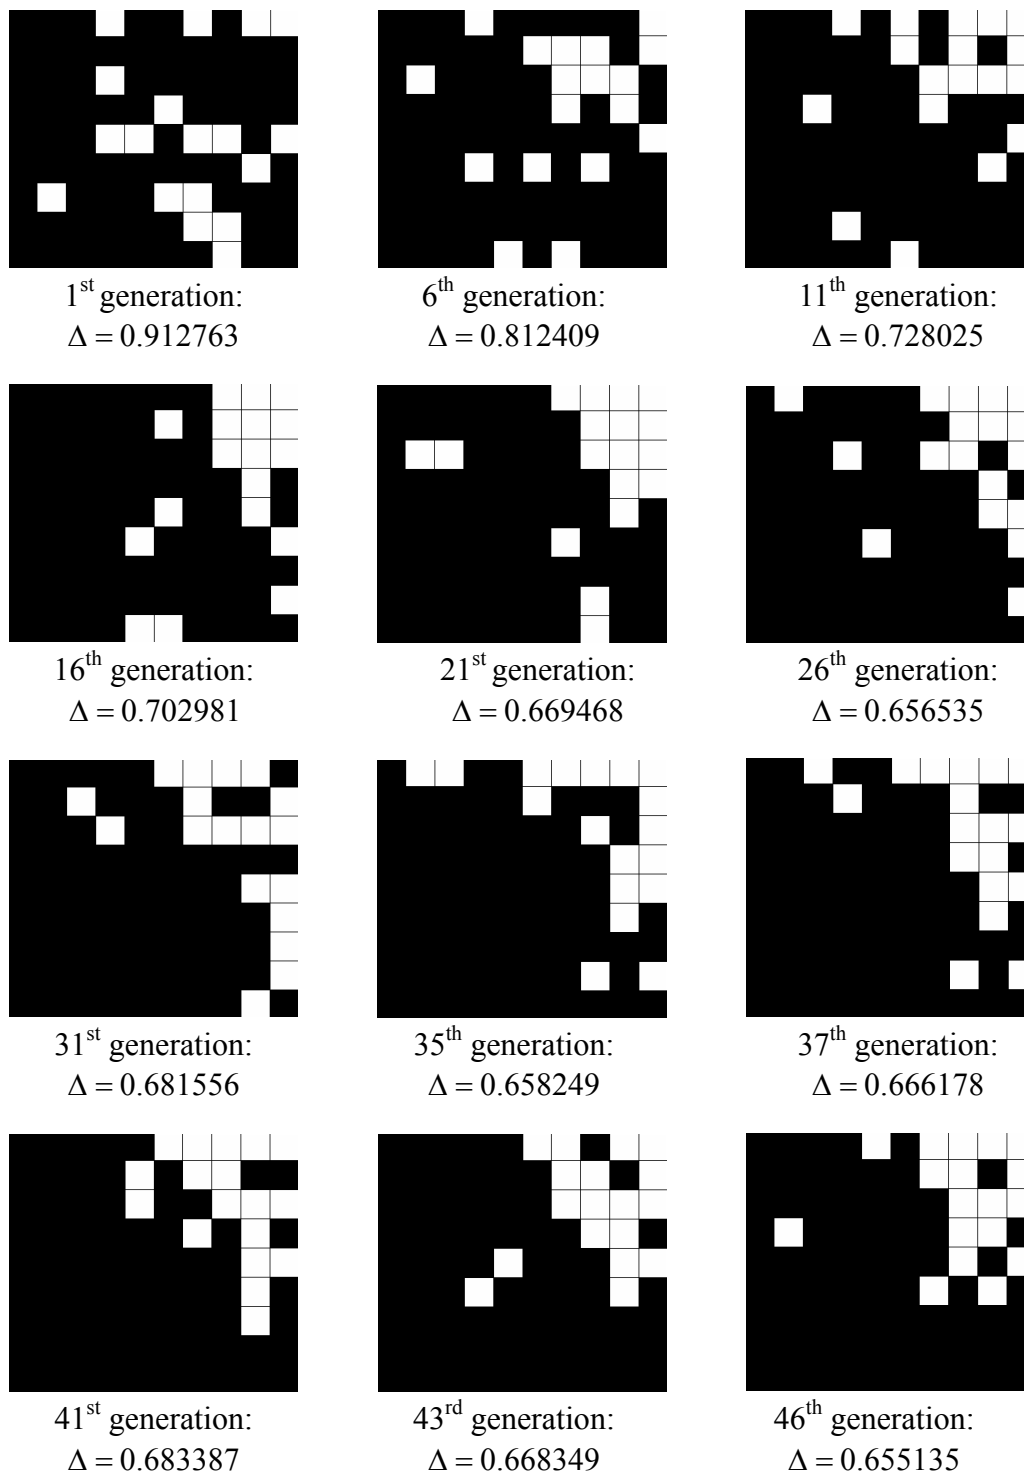 1st generation:
Δ = 0.912763
6th generation:
Δ = 0.812409
11th generation:
Δ = 0.728025
16th generation:
Δ = 0.702981
21st generation:
Δ = 0.669468
26th generation:
Δ = 0.656535
31st generation:
Δ = 0.681556
35th generation:
Δ = 0.658249
37th generation:
Δ = 0.666178
41st generation:
Δ = 0.683387
43rd generation:
Δ = 0.668349
46th generation:
Δ = 0.655135